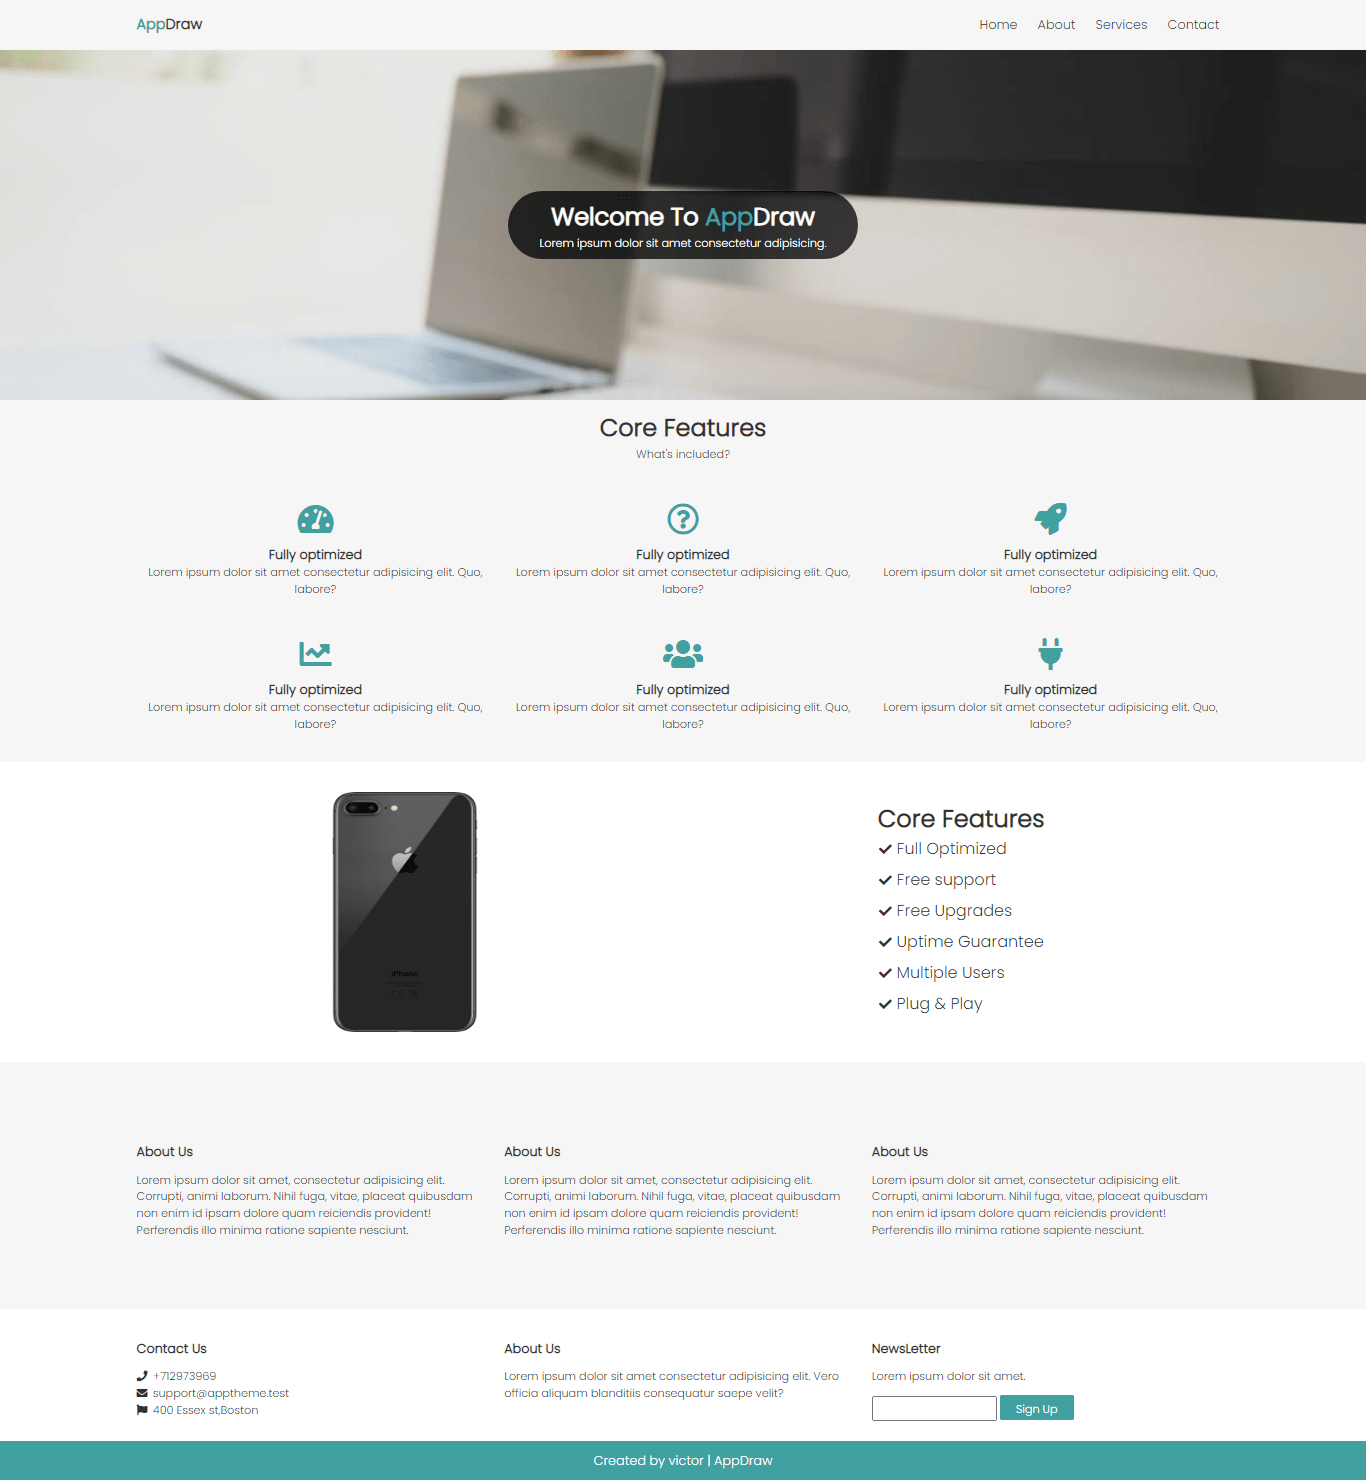 AppDraw
Home About Services Contact
Welcome To AppDraw
Lorem ipsum dolor sit amet consectetur adipisicing.
Core Features
What's included?
Fully optimized
Lorem ipsum dolor sit amet consectetur adipisicing elit. Quo,
labore?
Fully optimized
Lorem ipsum dolor sit amet consectetur adipisicing elit. Quo,
labore?
Fully optimized
Lorem ipsum dolor sit amet consectetur adipisicing elit. Quo,
labore?
Fully optimized
Lorem ipsum dolor sit amet consectetur adipisicing elit. Quo,
labore?
Fully optimized
Lorem ipsum dolor sit amet consectetur adipisicing elit. Quo,
labore?
Fully optimized
Lorem ipsum dolor sit amet consectetur adipisicing elit. Quo,
labore?
iPhone
Core Features
Full Optimized
Free support
Free Upgrades
Uptime Guarantee
Multiple Users
Plug & Play
About Us
Lorem ipsum dolor sit amet, consectetur adipisicing elit.
Corrupti, animi laborum. Nihil fuga, vitae, placeat quibusdam
non enim id ipsam dolore quam reiciendis provident!
Perferendis illo minima ratione sapiente nesciunt.
About Us
Lorem ipsum dolor sit amet, consectetur adipisicing elit.
Corrupti, animi laborum. Nihil fuga, vitae, placeat quibusdam
non enim id ipsam dolore quam reiciendis provident!
Perferendis illo minima ratione sapiente nesciunt.
About Us
Lorem ipsum dolor sit amet, consectetur adipisicing elit.
Corrupti, animi laborum. Nihil fuga, vitae, placeat quibusdam
non enim id ipsam dolore quam reiciendis provident!
Perferendis illo minima ratione sapiente nesciunt.
Contact Us
+712973969
support@apptheme.test
400 Essex st,Boston
About Us
Lorem ipsum dolor sit amet consectetur adipisicing elit. Vero
officia aliquam blanditiis consequatur saepe velit?
NewsLetter
Lorem ipsum dolor sit amet.
Sign Up
Created by victor | AppDraw